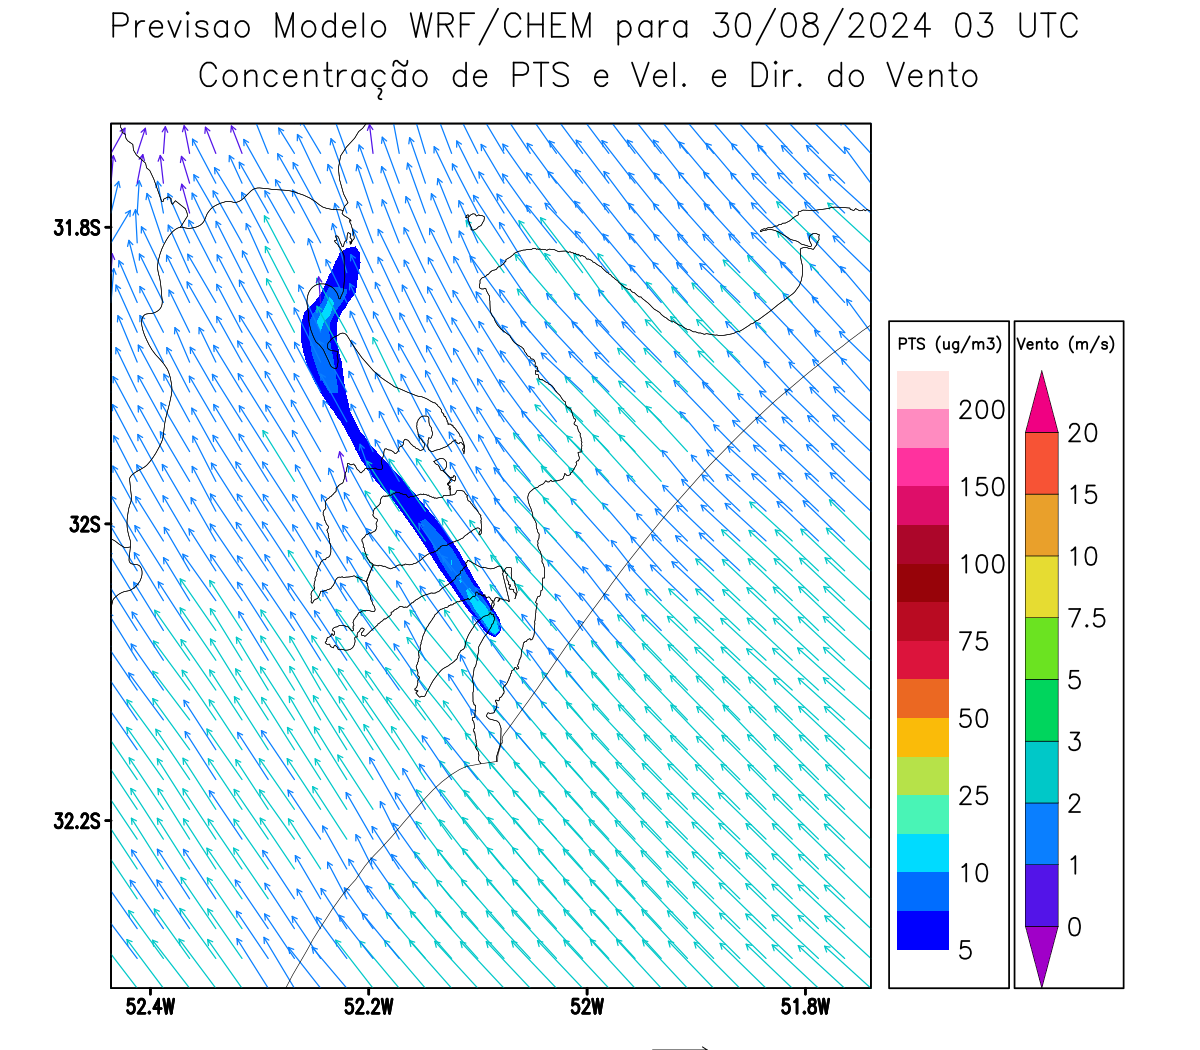 Previsao Modelo WRF/CHEM para 30/08/2024 03 UTC
Concentração de PTS e Vel. e Dir. do Vento
31.8S
32S
32.2S
52.4W 52.2W 52W 51.8W
PTS (ug/m3)
200
150
100
75
50
25
10
5
Vento (m/s)
20
15
10
7.5
5
3
2
1
0